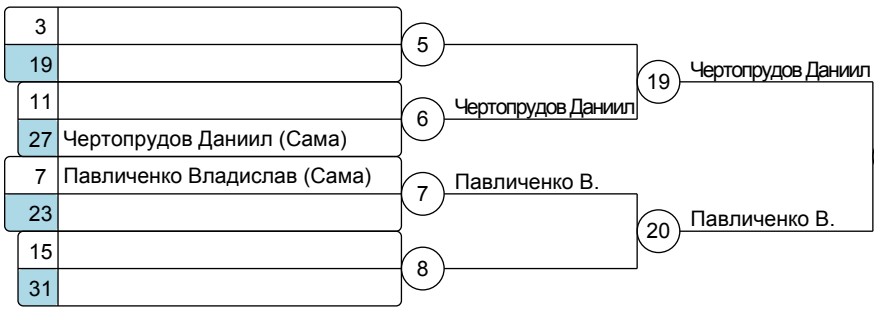 3
19
5
11
27 Чертопрудов Даниил (Сама)
6 Чертопрудов Даниил
19 Чертопрудов Даниил
7 Павличенко Владислав (Сама)
23
7 Павличенко В.
15
31
8
20 Павличенко В.